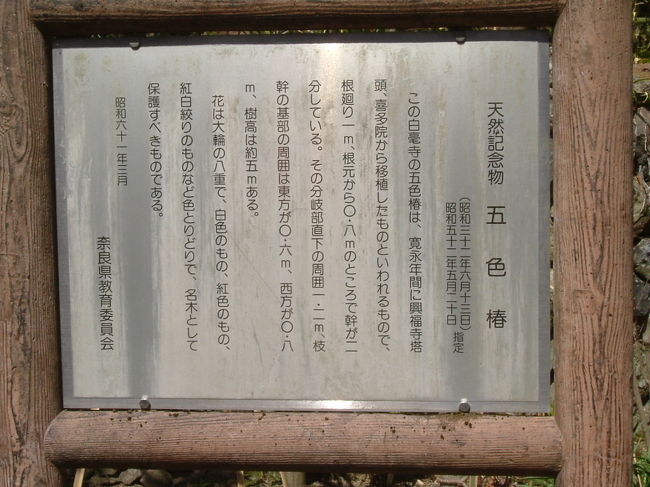 天然記念物 五色椿
(昭和三十二年六月十三日)
昭和五十二年五月二十日 指定
この白毫寺の五色椿は、寛永年間に興福寺塔
頭、喜多院から移植したものといわれるもので、
根廻り一m、根元から〇・八mのところで幹が二
分している。その分岐部直下の周囲一・二m、枝
幹の基部の周囲は東方が〇・六m、西方が〇・八
m、樹高は約五mある。
花は大輪の八重で、白色のもの、紅色のもの、
紅白絞りのものなど色とりどりで、名木として
保護すべきものである。
昭和六十一年三月
奈良県教育委員会